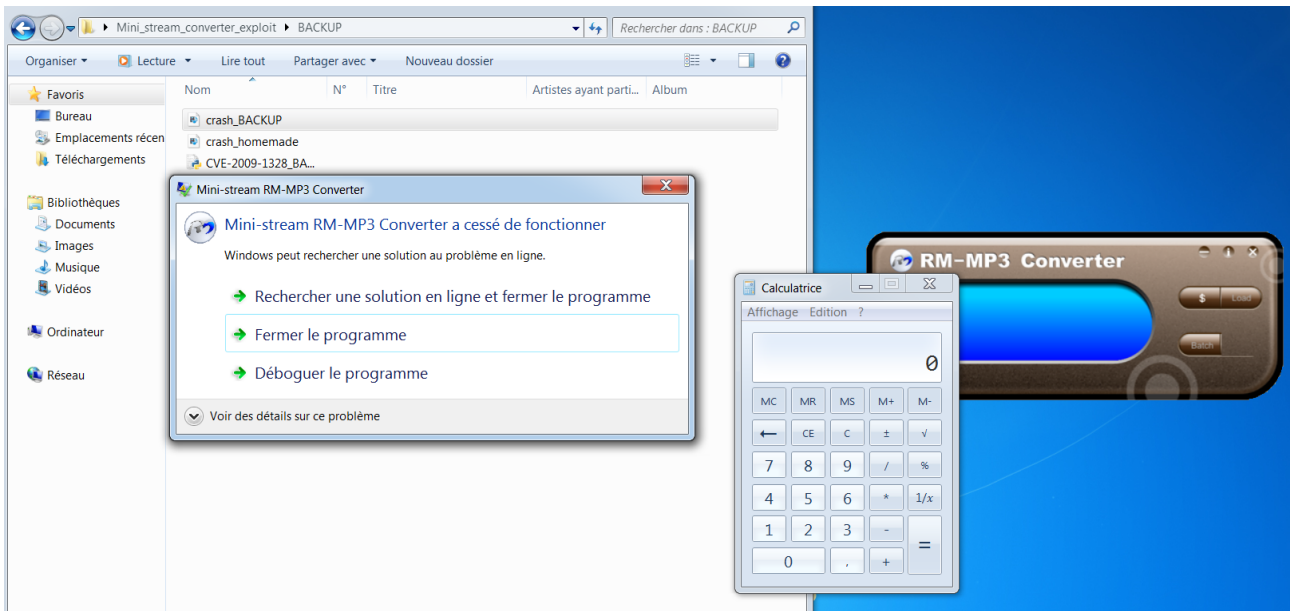 Mini_stream_converter_exploit ▸ BACKUP
Rechercher dans : BACKUP
Organiser
Lecture
Lire tout
Partager avec
Nouveau dossier
Favoris
Bureau
Emplacements récen
Téléchargements
Bibliothèques
Documents
Images
Musique
Vidéos
Ordinateur
Réseau
Nom
N°
Titre
Artistes ayant parti...
Album
crash_BACKUP
crash_homemade
CVE-2009-1328_BA...
Mini-stream RM-MP3 Converter
Mini-stream RM-MP3 Converter a cessé de fonctionner
Windows peut rechercher une solution au problème en ligne.
Rechercher une solution en ligne et fermer le programme
Fermer le programme
Déboguer le programme
Voir des détails sur ce problème
RM-MP3 Converter
$
Load
Batch
Calculatrice
Affichage Edition ?
0
MC MR MS M+ M-
← CE C ± √
7 8 9 / %
4 5 6 * 1/x
1 2 3 - =
0 , +